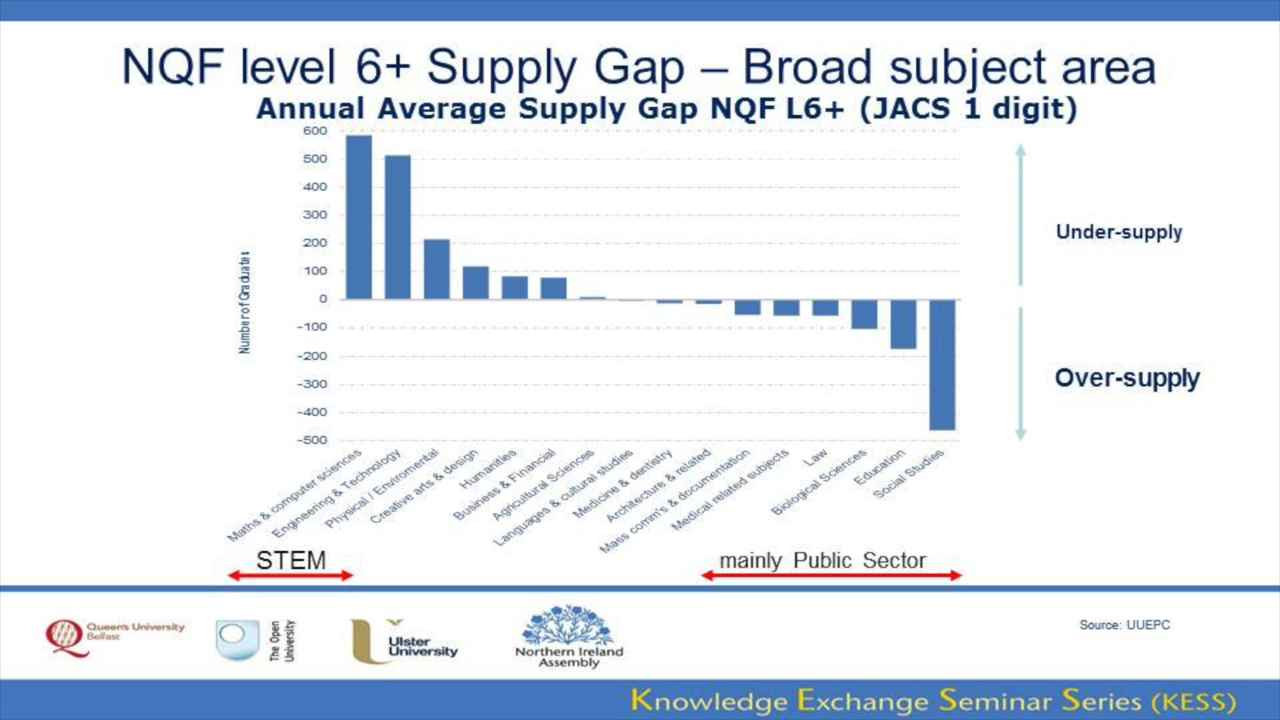 NQF level 6+ Supply Gap – Broad subject area
Annual Average Supply Gap NQF L6+ (JACS 1 digit)
600
500
400
300
200
100
0
-100
-200
-300
-400
-500
Number of Graduates
Under-supply
Over-supply
Maths & computer sciences
Engineering & Technology
Physical / Enviromental
Creative arts & design
Humanities
Business & Financial
Agricultural Sciences
Languages & cultural studies
Medicine & dentistry
Architecture & related
Mass comm's & documentation
Medical related subjects
Law
Biological Sciences
Education
Social Studies
STEM
mainly Public Sector
Queen's University
Belfast
The Open
University
Ulster
University
Northern Ireland
Assembly
Source: UUEPC
Knowledge Exchange Seminar Series (KESS)